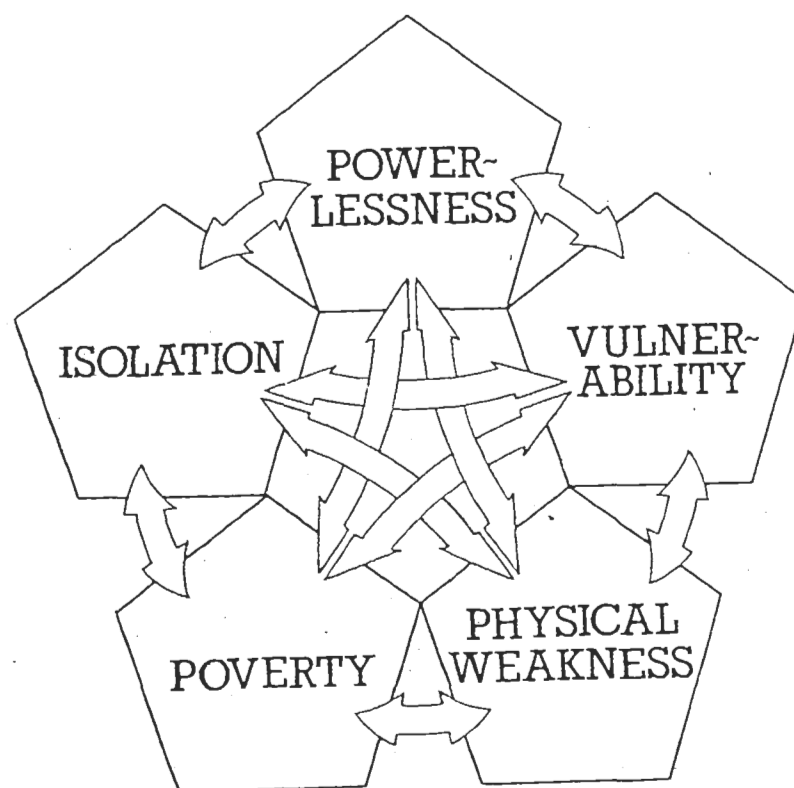 POWER-
LESSNESS
ISOLATION
VULNER-
ABILITY
POVERTY
PHYSICAL
WEAKNESS